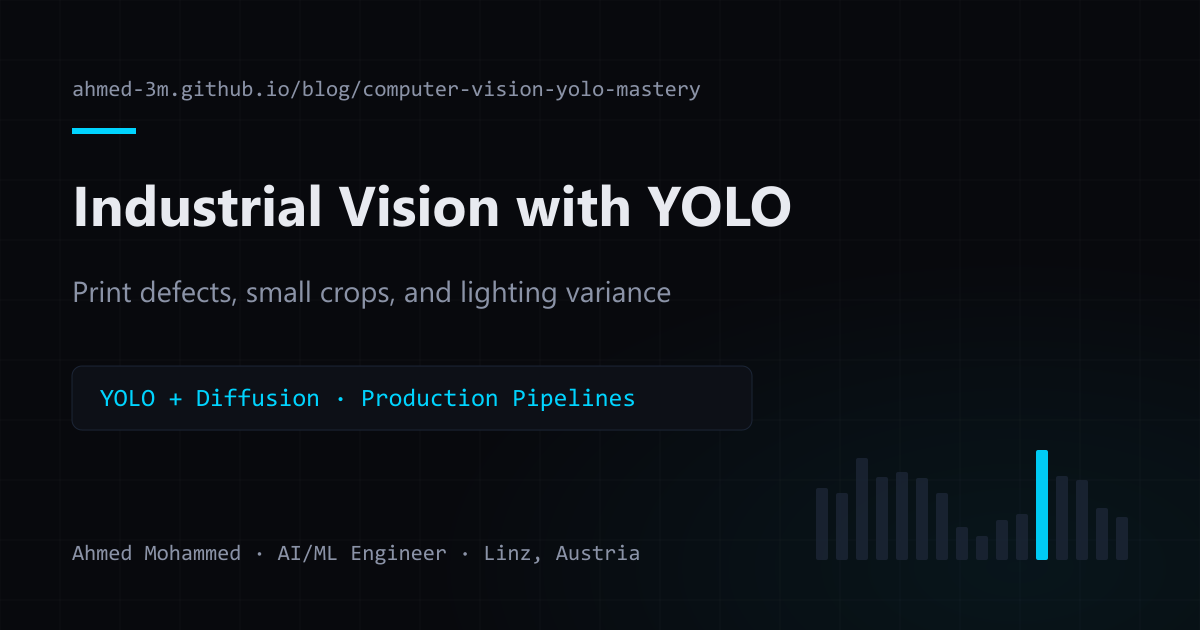 ahmed-3m.github.io/blog/computer-vision-yolo-mastery
Industrial Vision with YOLO
Print defects, small crops, and lighting variance
YOLO + Diffusion · Production Pipelines
Ahmed Mohammed · AI/ML Engineer · Linz, Austria